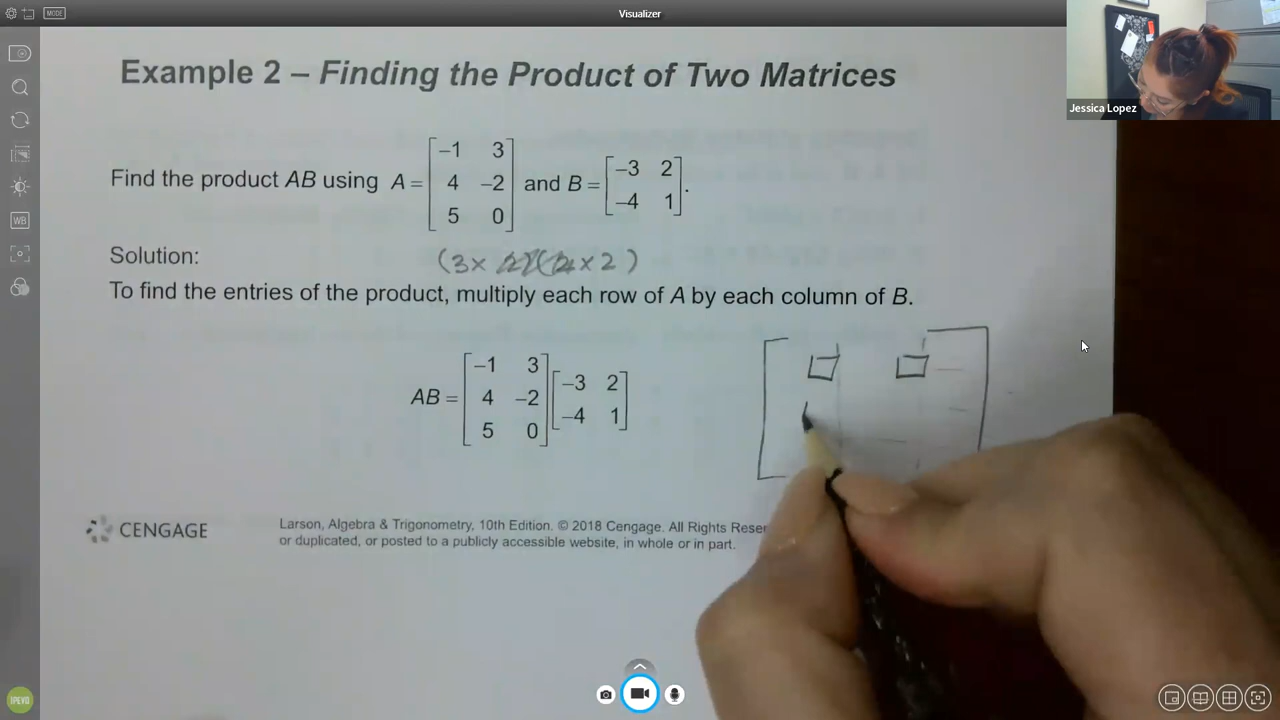 MODE
Visualizer
Jessica Lopez
WB
Example 2 – Finding the Product of Two Matrices
Find the product AB using A = [ –1 3 ; 4 –2 ; 5 0 ] and B = [ –3 2 ; –4 1 ].
Solution:
(3 × 2)(2 × 2)
To find the entries of the product, multiply each row of A by each column of B.
AB = [ –1 3 ; 4 –2 ; 5 0 ] [ –3 2 ; –4 1 ]
CENGAGE
Larson, Algebra & Trigonometry, 10th Edition. © 2018 Cengage. All Rights
or duplicated, or posted to a publicly accessible website, in whole or in part.
IPEVO